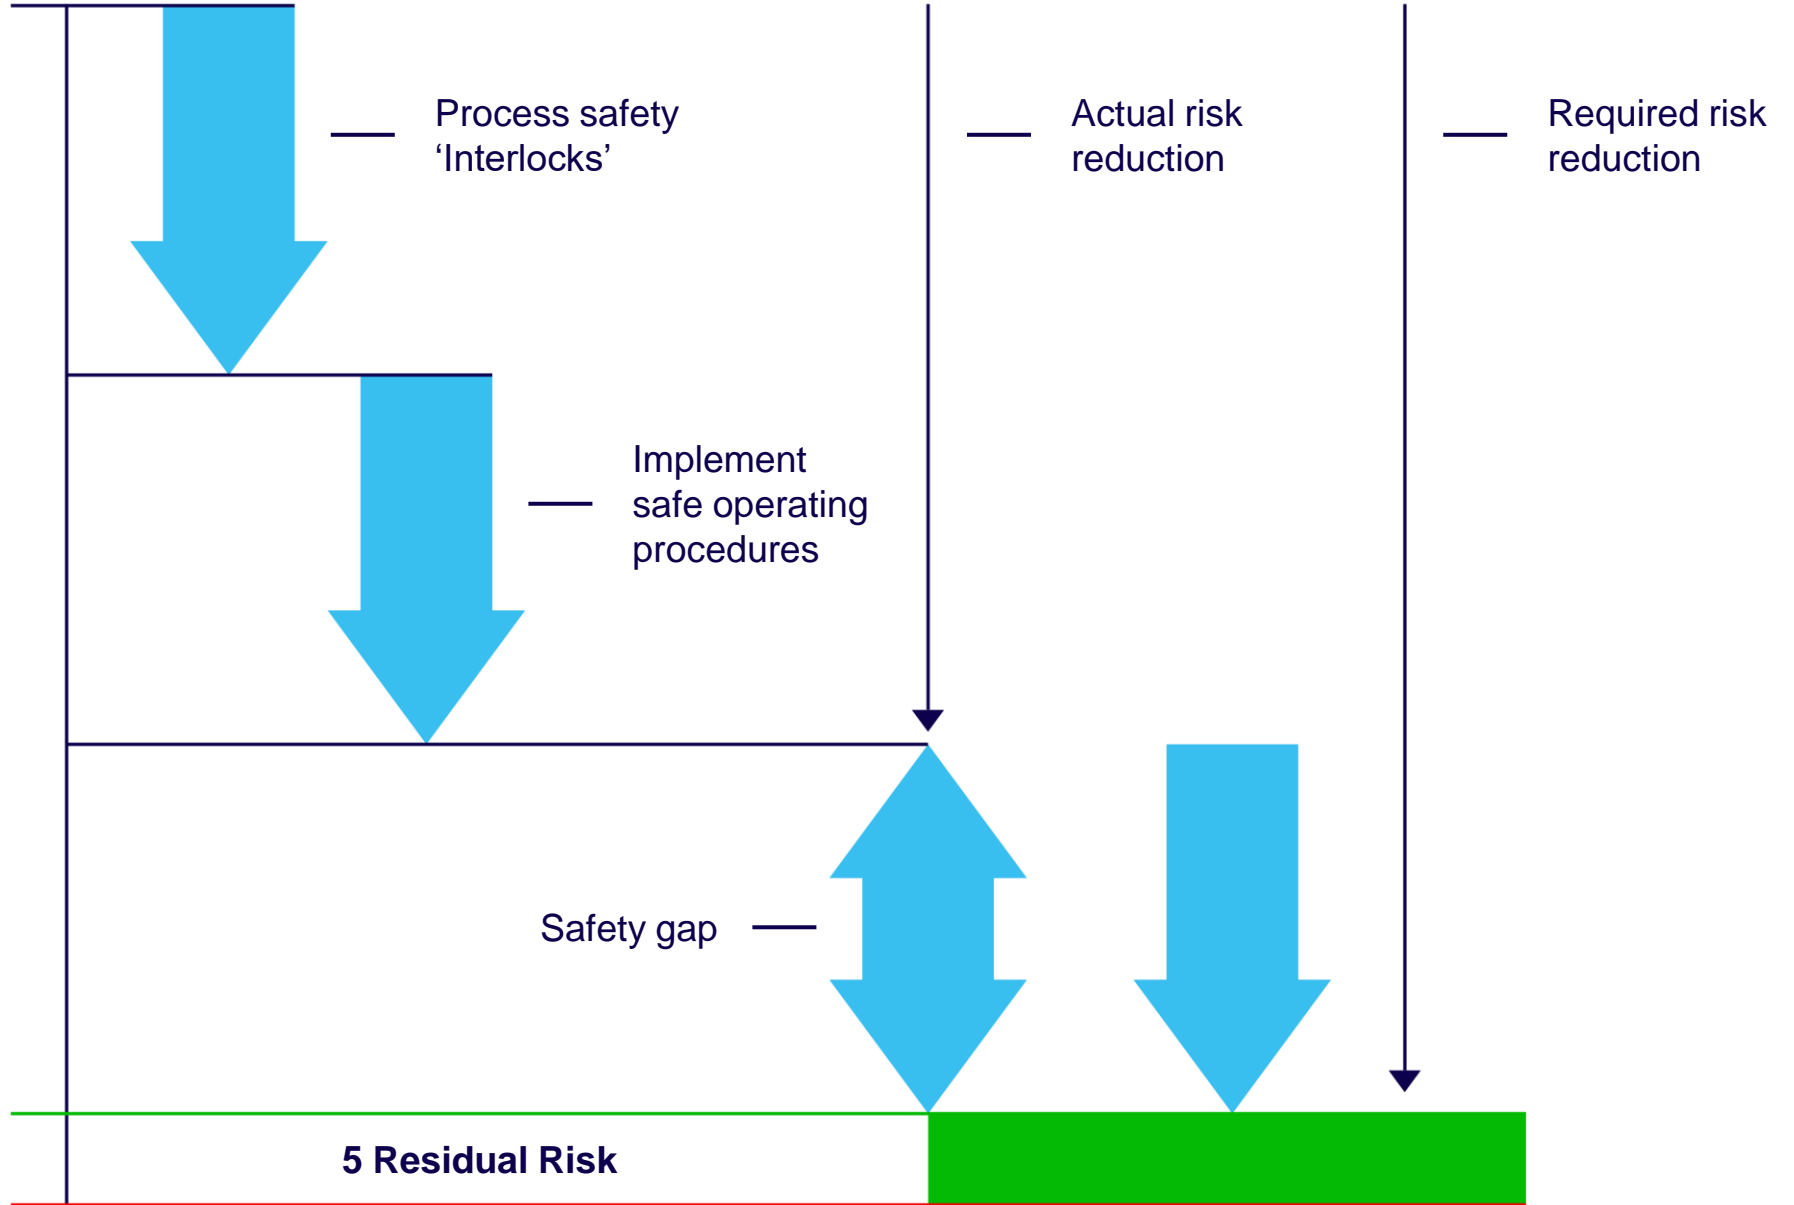 Process safety
‘Interlocks’
Actual risk
reduction
Required risk
reduction
Implement
safe operating
procedures
Safety gap
5 Residual Risk